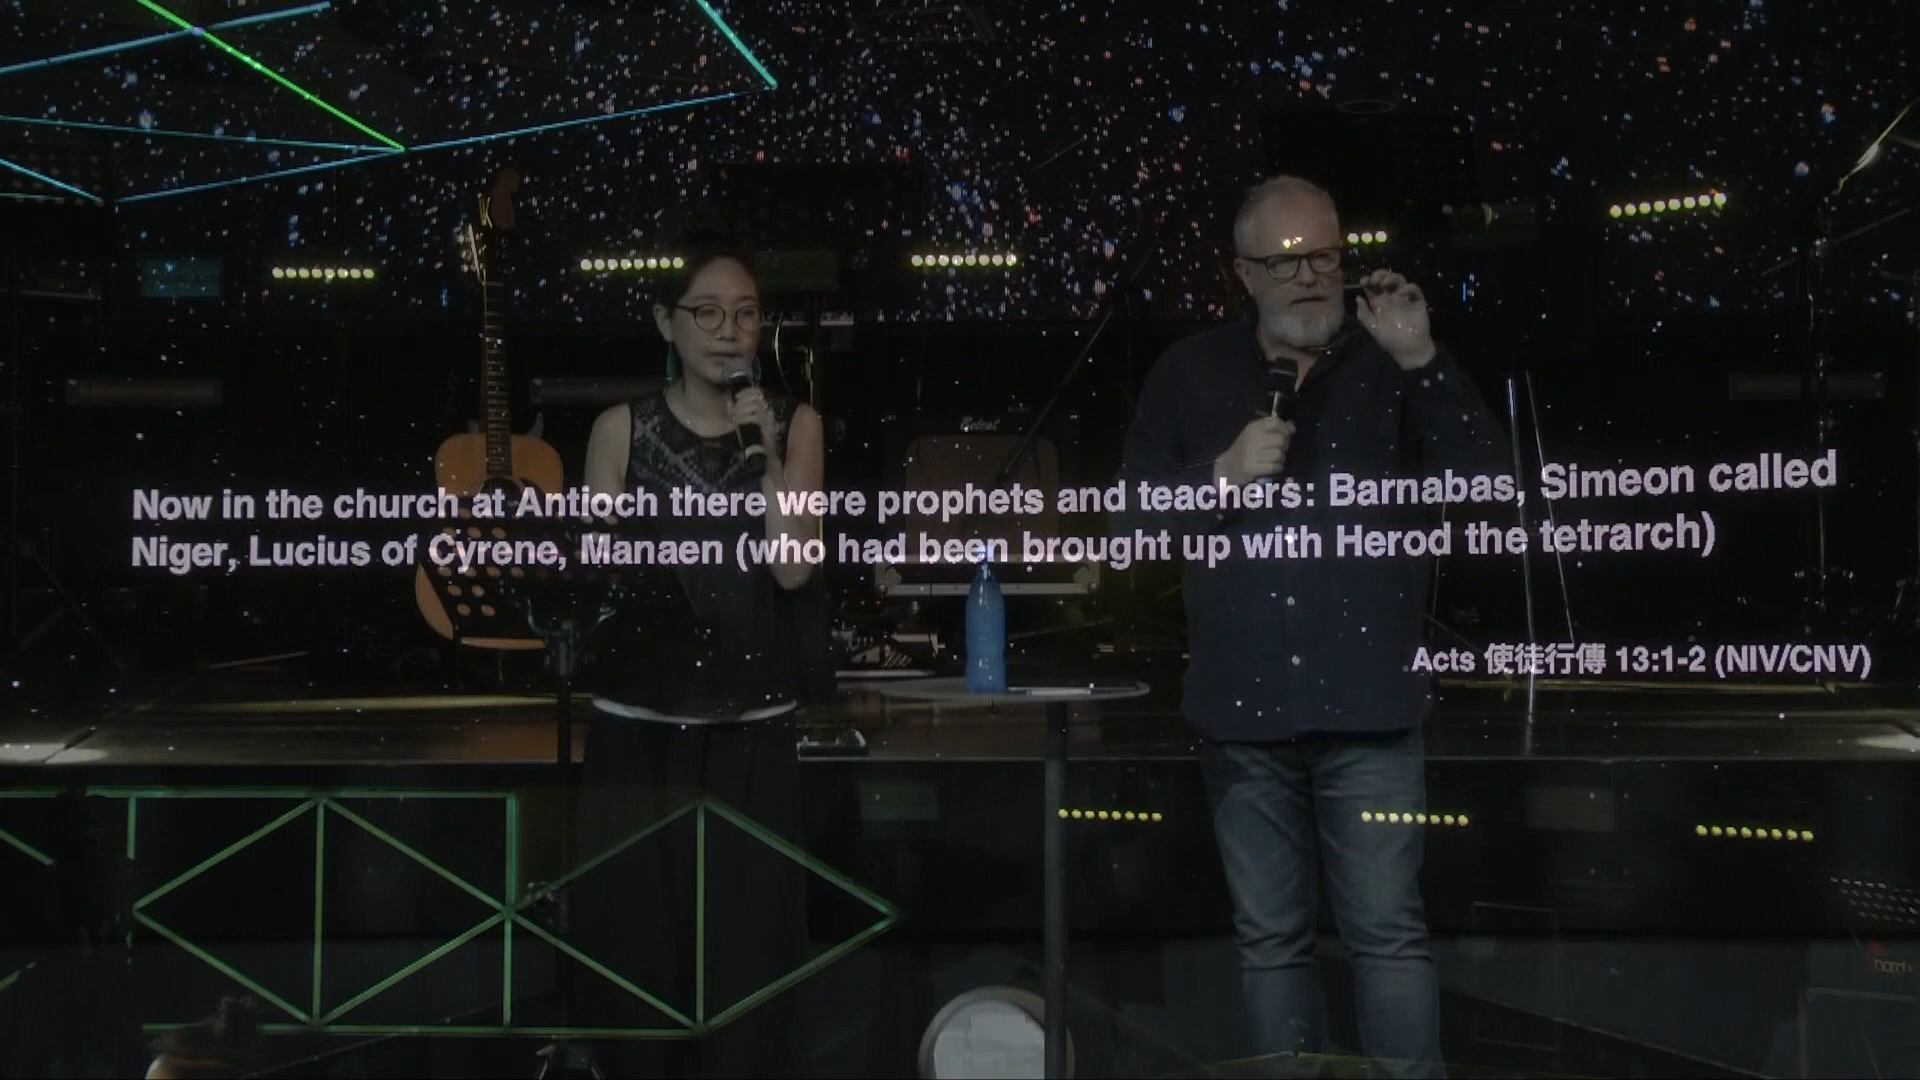 Now in the church at Antioch there were prophets and teachers: Barnabas, Simeon called
Niger, Lucius of Cyrene, Manaen (who had been brought up with Herod the tetrarch)
Acts 使徒行傳 13:1-2 (NIV/CNV)
nord